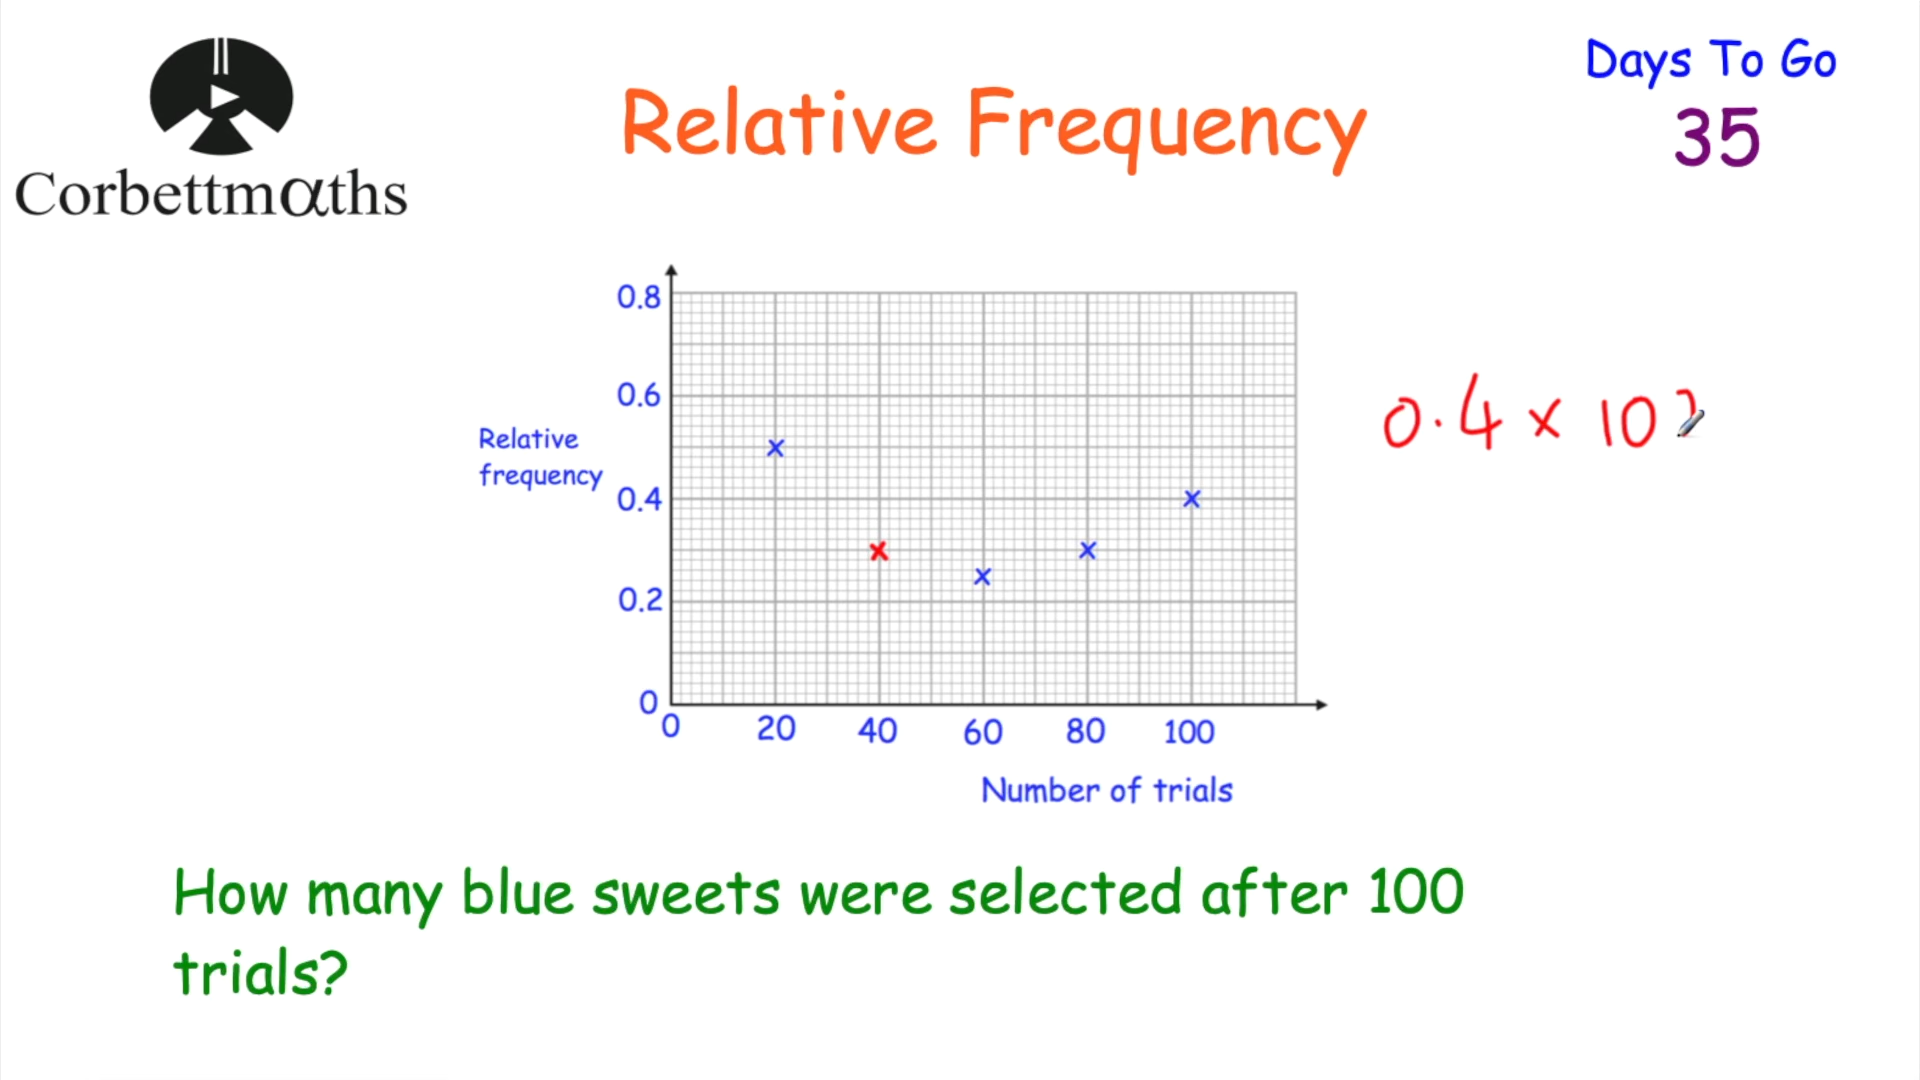 Corbettmαths
Relative Frequency
Days To Go
35
0.8
0.6
Relative
frequency
0.4
0.2
0
0 20 40 60 80 100
Number of trials
0.4 × 10
How many blue sweets were selected after 100
trials?